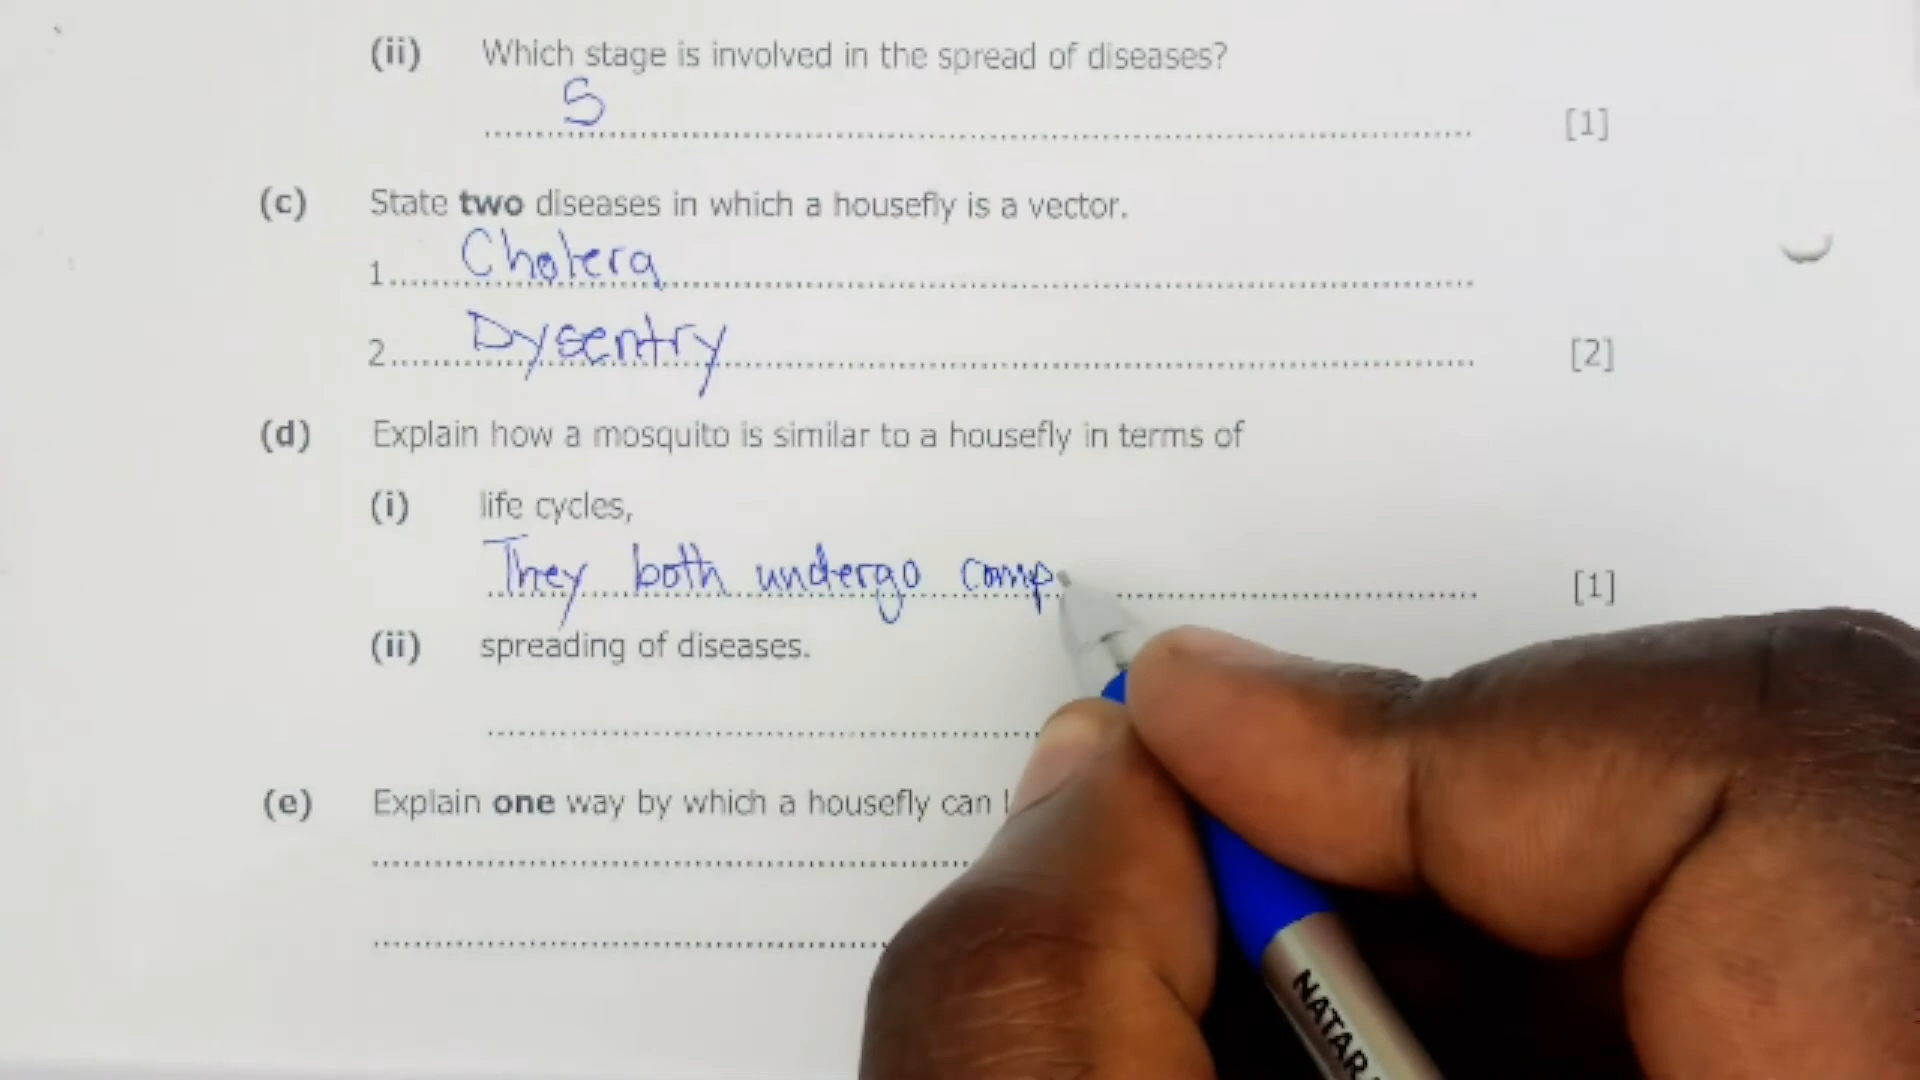 (ii) Which stage is involved in the spread of diseases?
S
[1]
(c) State two diseases in which a housefly is a vector.
1 Cholera
2 Dysentry [2]
(d) Explain how a mosquito is similar to a housefly in terms of
(i) life cycles,
They both undergo comp [1]
(ii) spreading of diseases.
(e) Explain one way by which a housefly can
NATAR